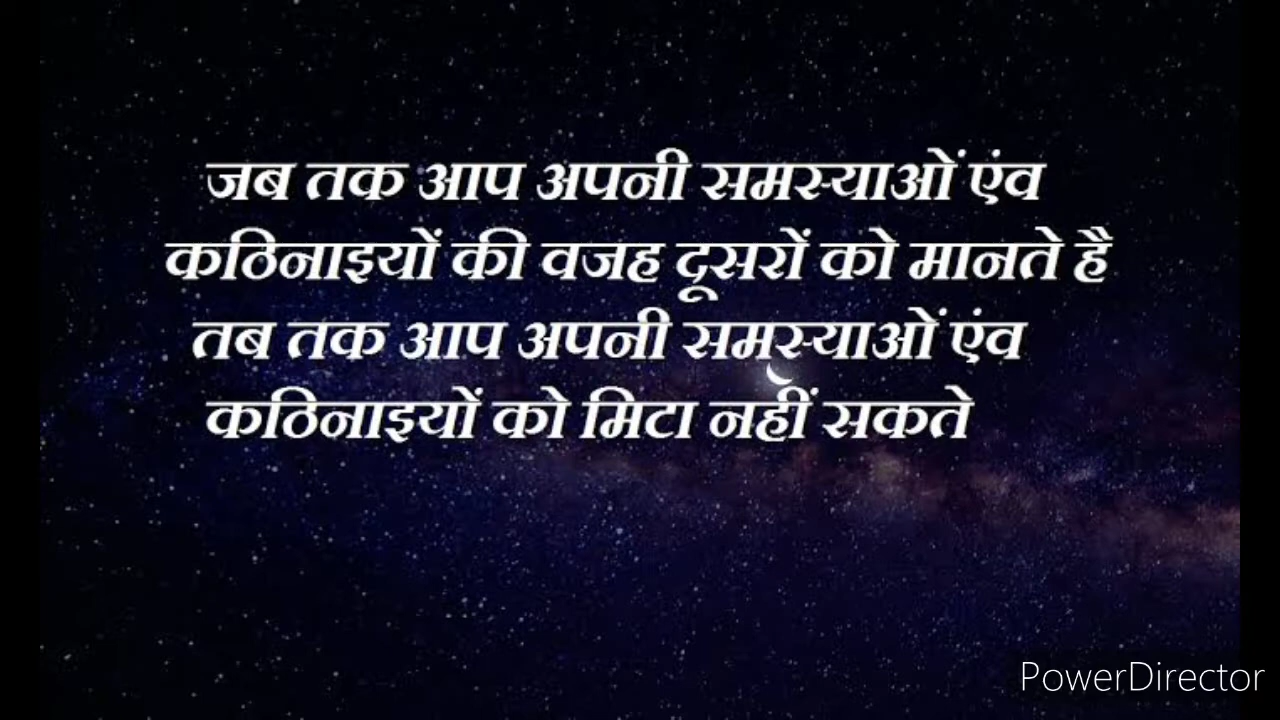 जब तक आप अपनी समस्याओं एंव
कठिनाइयों की वजह दूसरों को मानते है
तब तक आप अपनी समस्याओं एंव
कठिनाइयों को मिटा नहीं सकते
PowerDirector